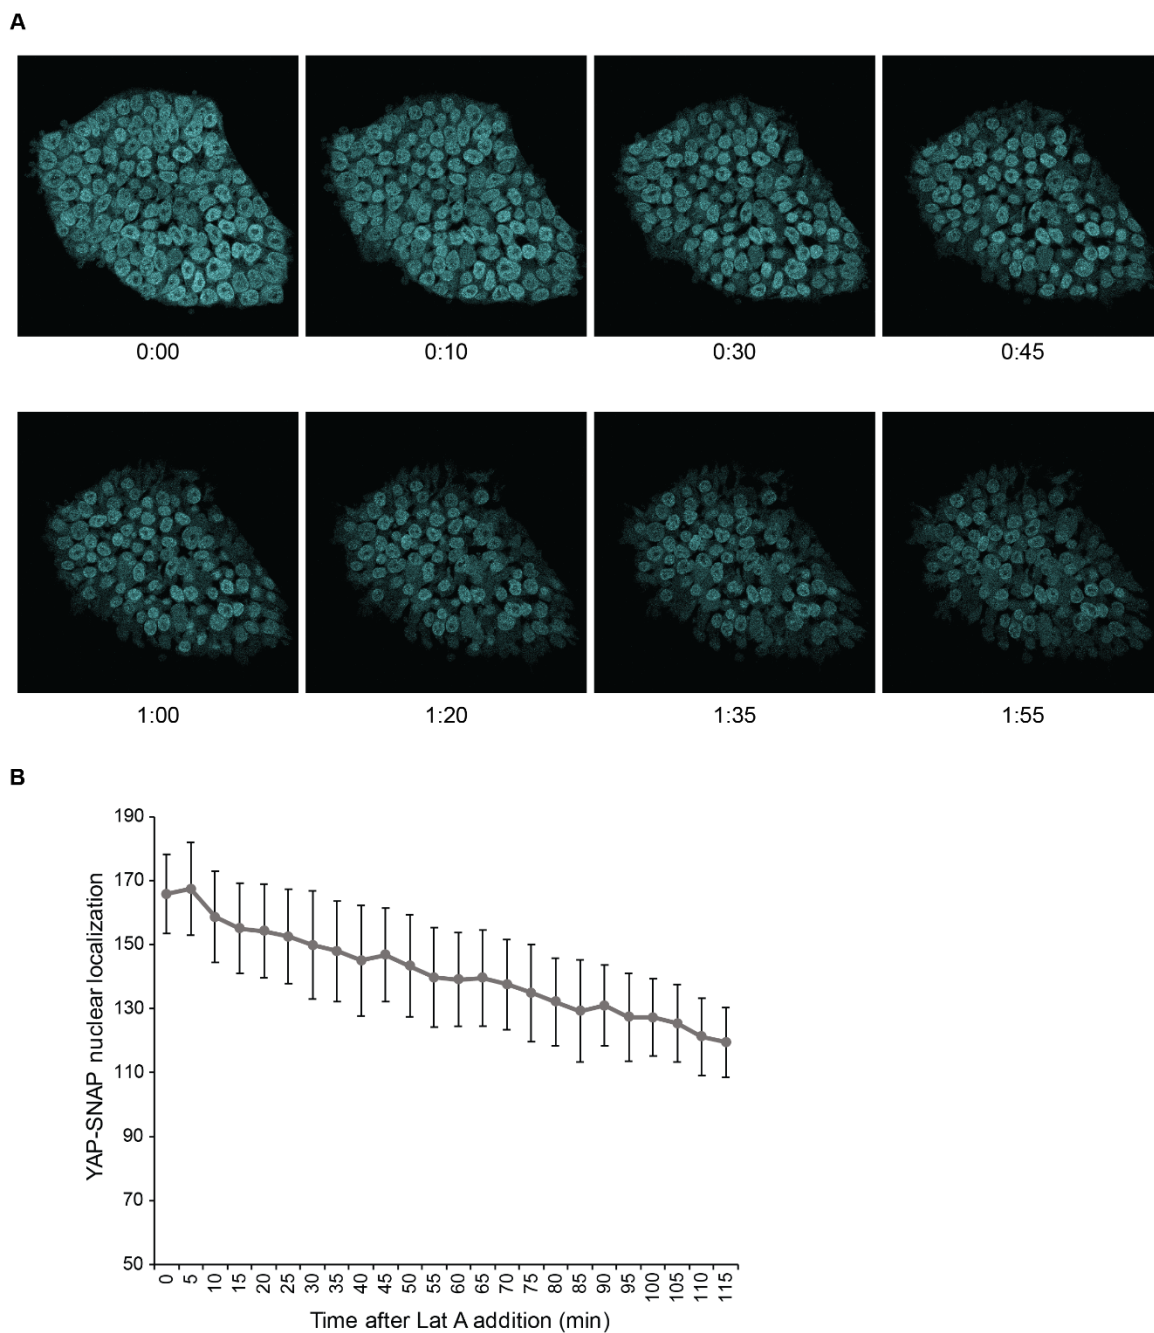 A
0:00 0:10 0:30 0:45
1:00 1:20 1:35 1:55
B
190
170
150
130
110
90
70
50
YAP-SNAP nuclear localization
0 5 10 15 20 25 30 35 40 45 50 55 60 65 70 75 80 85 90 95 100 105 110 115
Time after Lat A addition (min)